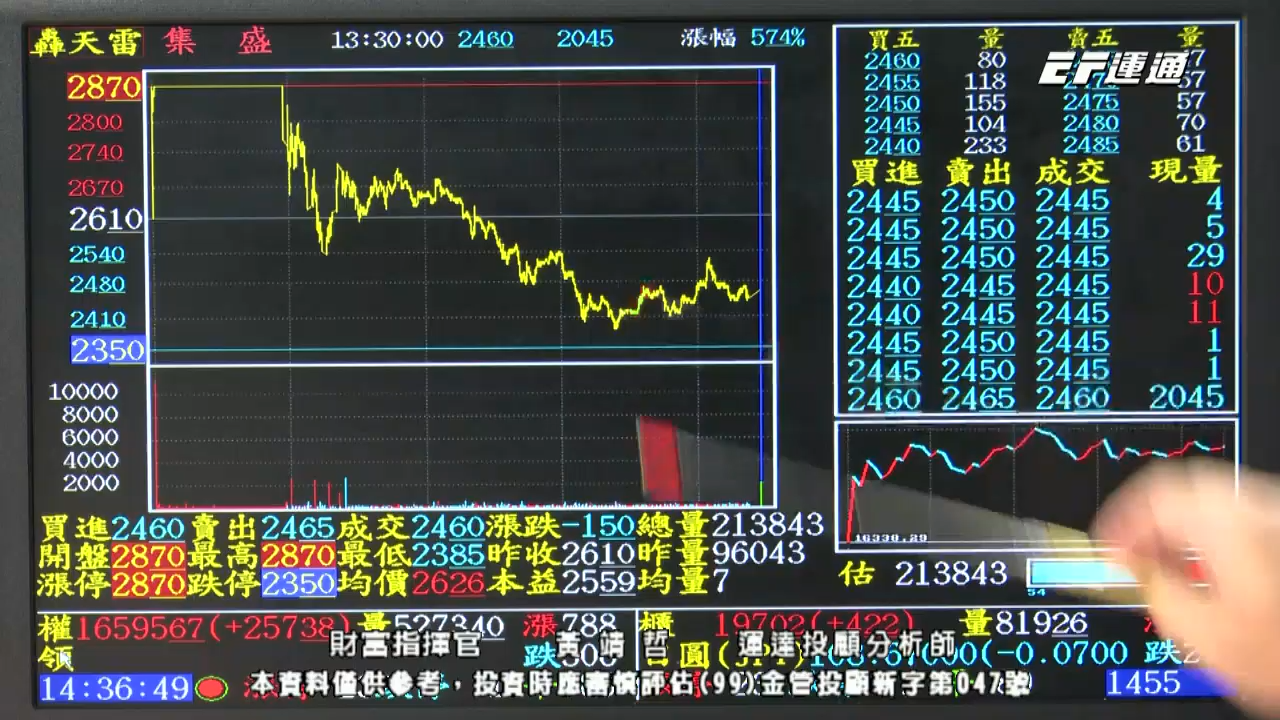 轟天雷 集 盛 13:30:00 2460 2045 漲幅 574%
2870
2800
2740
2670
2610
2540
2480
2410
2350
10000
8000
6000
4000
2000
買五 量 賣五 量
2460 80
2455 118
2450 155 2475 57
2445 104 2480 70
2440 233 2485 61
EF運通
買進 賣出 成交 現量
2445 2450 2445 4
2445 2450 2445 5
2445 2450 2445 29
2440 2445 2445 10
2440 2445 2445 11
2445 2450 2445 1
2445 2450 2445 1
2460 2465 2460 2045
16338.29
買進2460賣出2465成交2460漲跌-150總量213843
開盤2870最高2870最低2385昨收2610昨量96043
漲停2870跌停2350均價2626本益2559均量7
估 213843
54
權1659567(+25738) 量527340 漲788 櫃 19702(+422) 量81926
領
財富指揮官 黃靖哲 運達投顧分析師
14:36:49
本資料僅供參考，投資時應審慎評估(99)金管投顧新字第047號
1455